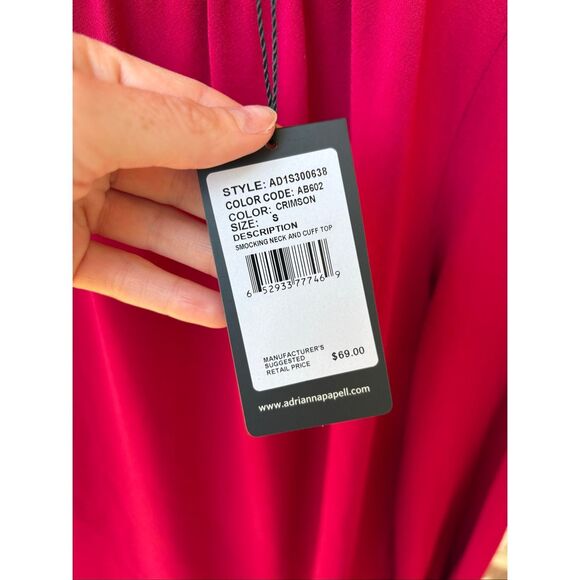 STYLE: AD1S300638
COLOR CODE: AB602
COLOR: CRIMSON
SIZE: S
DESCRIPTION
SMOCKING NECK AND CUFF TOP
6 52933 77746 9
MANUFACTURER'S
SUGGESTED
RETAIL PRICE $69.00
www.adriannapapell.com